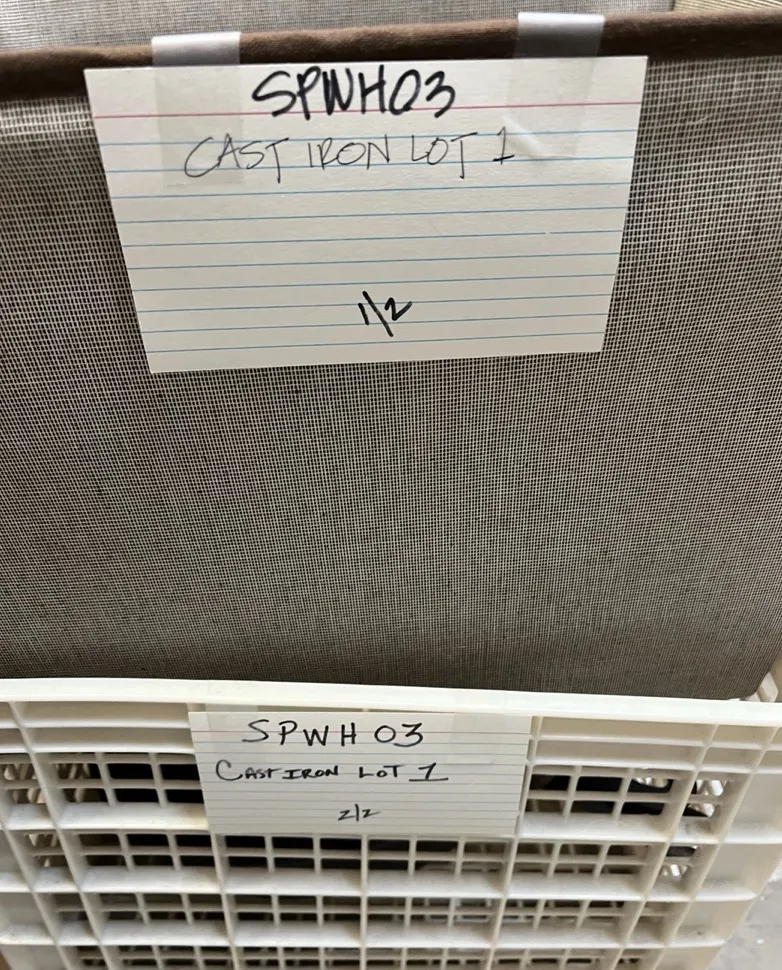 SPWH03
CAST IRON LOT 1
1/2
SPWH 03
CAST IRON LOT 1
2/2